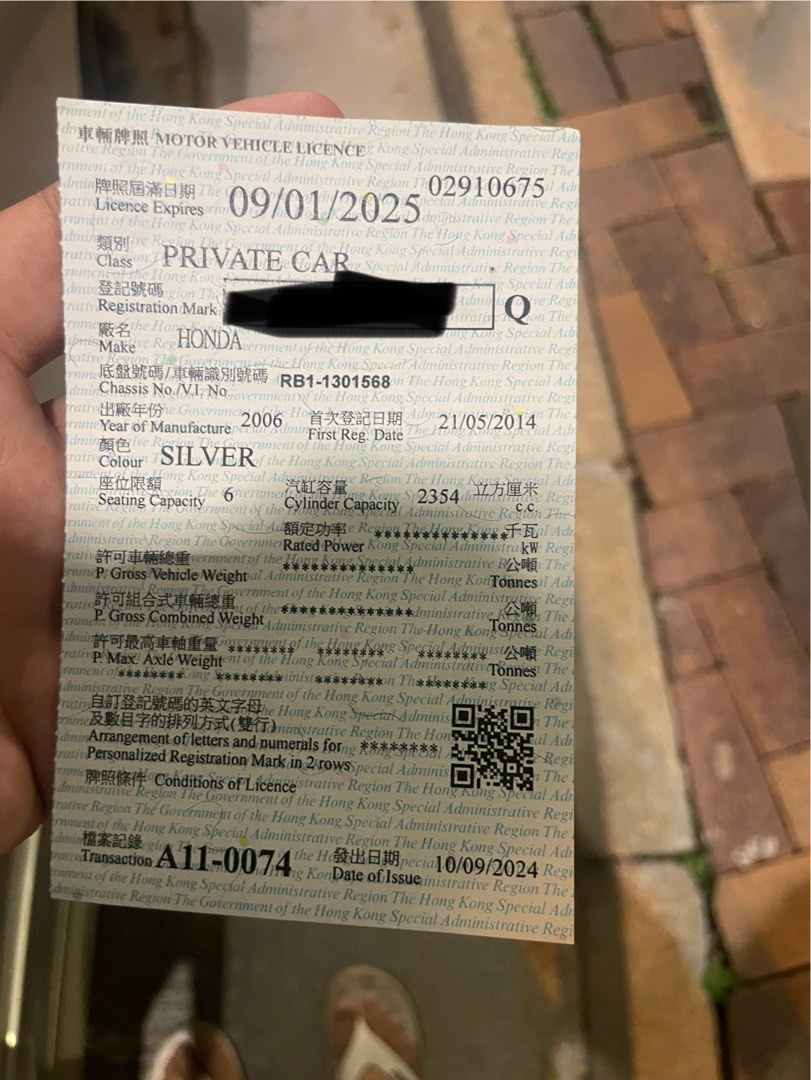 車輛牌照 MOTOR VEHICLE LICENCE
牌照屆滿日期
Licence Expires 09/01/2025 02910675
類別
Class PRIVATE CAR
登記號碼
Registration Mark Q
廠名
Make HONDA
底盤號碼/車輛識別號碼
Chassis No./V.I. No. RB1-1301568
出廠年份
Year of Manufacture 2006
首次登記日期
First Reg. Date 21/05/2014
顏色
Colour SILVER
座位限額
Seating Capacity 6
汽缸容量
Cylinder Capacity 2354 立方厘米
c.c.
額定功率
Rated Power **************千瓦
kW
許可車輛總重
P. Gross Vehicle Weight ************** 公噸
Tonnes
許可組合式車輛總重
P. Gross Combined Weight ************** 公噸
Tonnes
許可最高車軸重量
P. Max. Axle Weight ******** ******** ******** 公噸
Tonnes
******** ******** ******** ********
自訂登記號碼的英文字母
及數目字的排列方式(雙行)
Arrangement of letters and numerals for
Personalized Registration Mark in 2 rows ********
牌照條件 Conditions of Licence
檔案記錄
Transaction A11-0074
發出日期
Date of Issue 10/09/2024